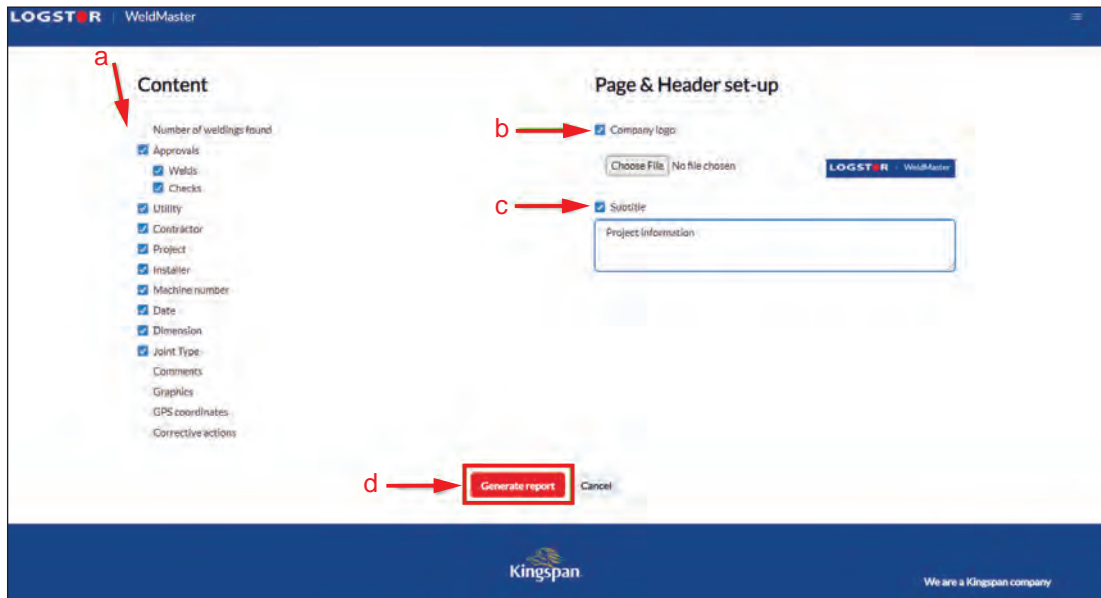 LOGSTOR WeldMaster
a
Content
Number of weldings found
Approvals
Welds
Checks
Utility
Contractor
Project
Installer
Machine number
Date
Dimension
Joint Type
Comments
Graphics
GPS coordinates
Corrective actions
Page & Header set-up
b
Company logo
Choose File No file chosen
LOGSTOR WeldMaster
c
Subtitle
Project information
d
Generate report Cancel
Kingspan
We are a Kingspan company